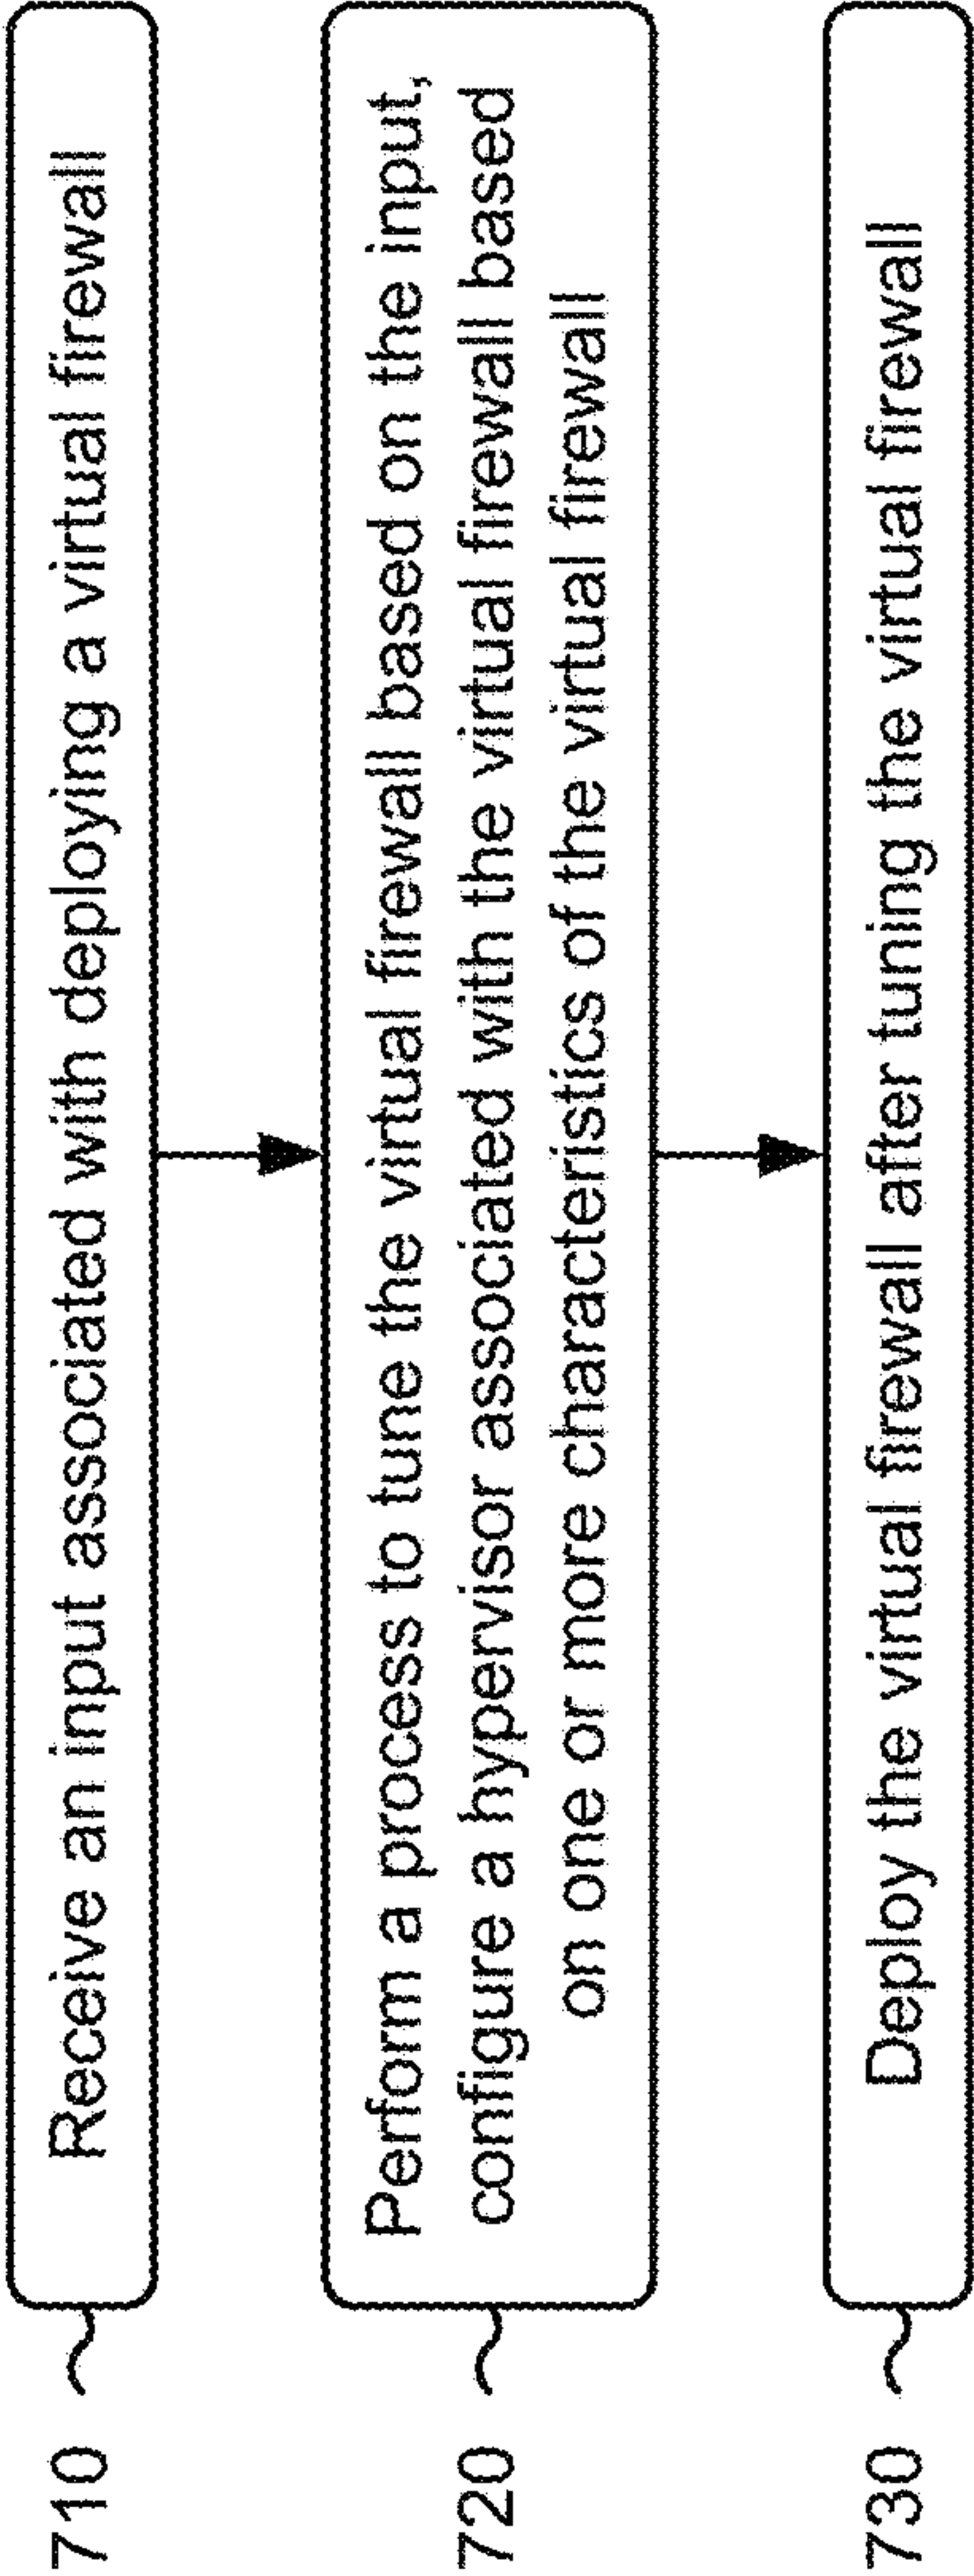 710
Receive an input associated with deploying a virtual firewall
720
Perform a process to tune the virtual firewall based on the input,
configure a hypervisor associated with the virtual firewall based
on one or more characteristics of the virtual firewall
730
Deploy the virtual firewall after tuning the virtual firewall